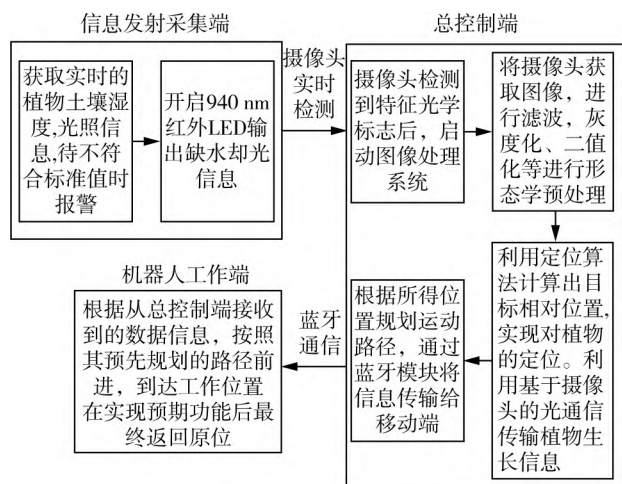 信息发射采集端
获取实时的
植物土壤湿
度,光照信
息,待不符
合标准值时
报警
开启940 nm
红外LED输
出缺水却光
信息
摄像头
实时
检测
总控制端
摄像头检测
到特征光学
标志后，启
动图像处理
系统
将摄像头获
取图像，进
行滤波，灰
度化、二值
化等进行形
态学预处理
利用定位算
法计算出目
标相对位置,
实现对植物
的定位。利
用基于摄像
头的光通信
传输植物生
长信息
根据所得位
置规划运动
路径，通过
蓝牙模块将
信息传输给
移动端
蓝牙
通信
机器人工作端
根据从总控制端接收
到的数据信息，按照
其预先规划的路径前
进，到达工作位置
在实现预期功能后最
终返回原位